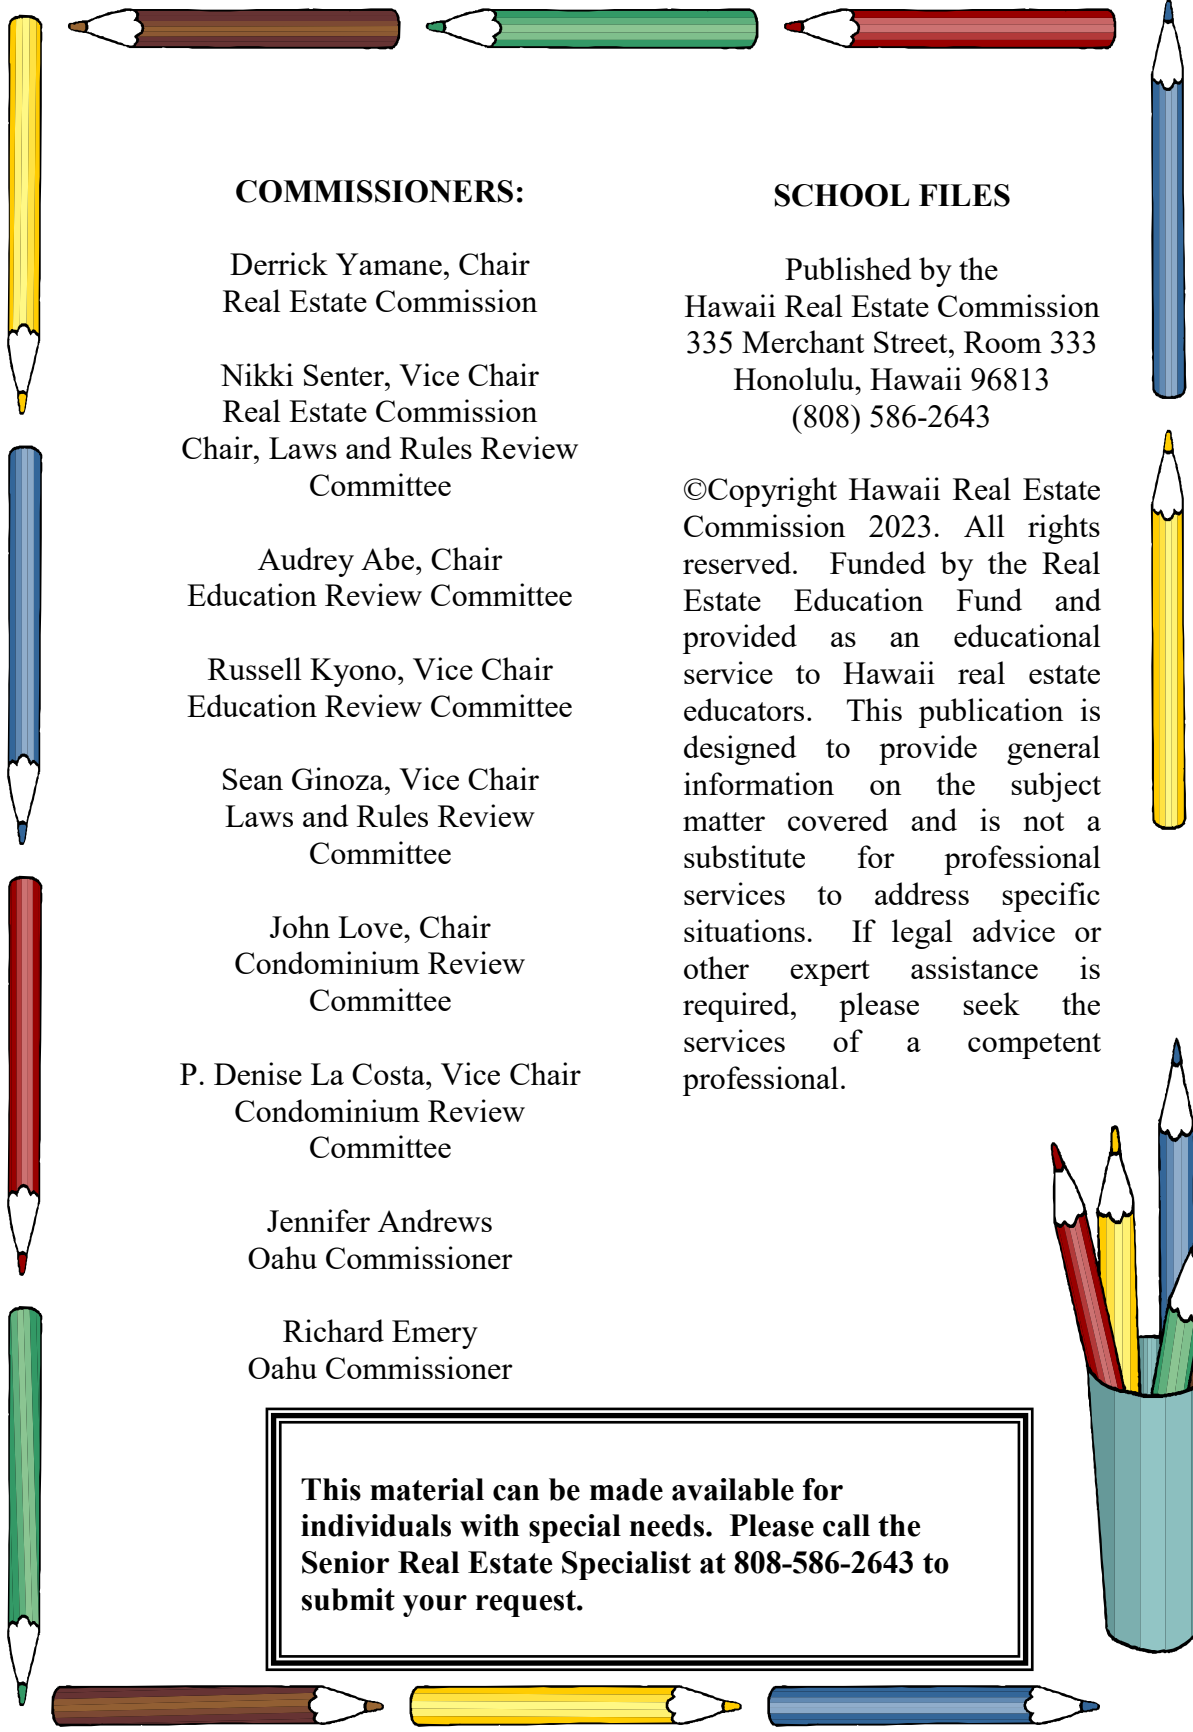 COMMISSIONERS:
Derrick Yamane, Chair
Real Estate Commission
Nikki Senter, Vice Chair
Real Estate Commission
Chair, Laws and Rules Review
Committee
Audrey Abe, Chair
Education Review Committee
Russell Kyono, Vice Chair
Education Review Committee
Sean Ginoza, Vice Chair
Laws and Rules Review
Committee
John Love, Chair
Condominium Review
Committee
P. Denise La Costa, Vice Chair
Condominium Review
Committee
Jennifer Andrews
Oahu Commissioner
Richard Emery
Oahu Commissioner
SCHOOL FILES
Published by the
Hawaii Real Estate Commission
335 Merchant Street, Room 333
Honolulu, Hawaii 96813
(808) 586-2643
©Copyright Hawaii Real Estate
Commission 2023. All rights
reserved. Funded by the Real
Estate Education Fund and
provided as an educational
service to Hawaii real estate
educators. This publication is
designed to provide general
information on the subject
matter covered and is not a
substitute for professional
services to address specific
situations. If legal advice or
other expert assistance is
required, please seek the
services of a competent
professional.
This material can be made available for
individuals with special needs. Please call the
Senior Real Estate Specialist at 808-586-2643 to
submit your request.